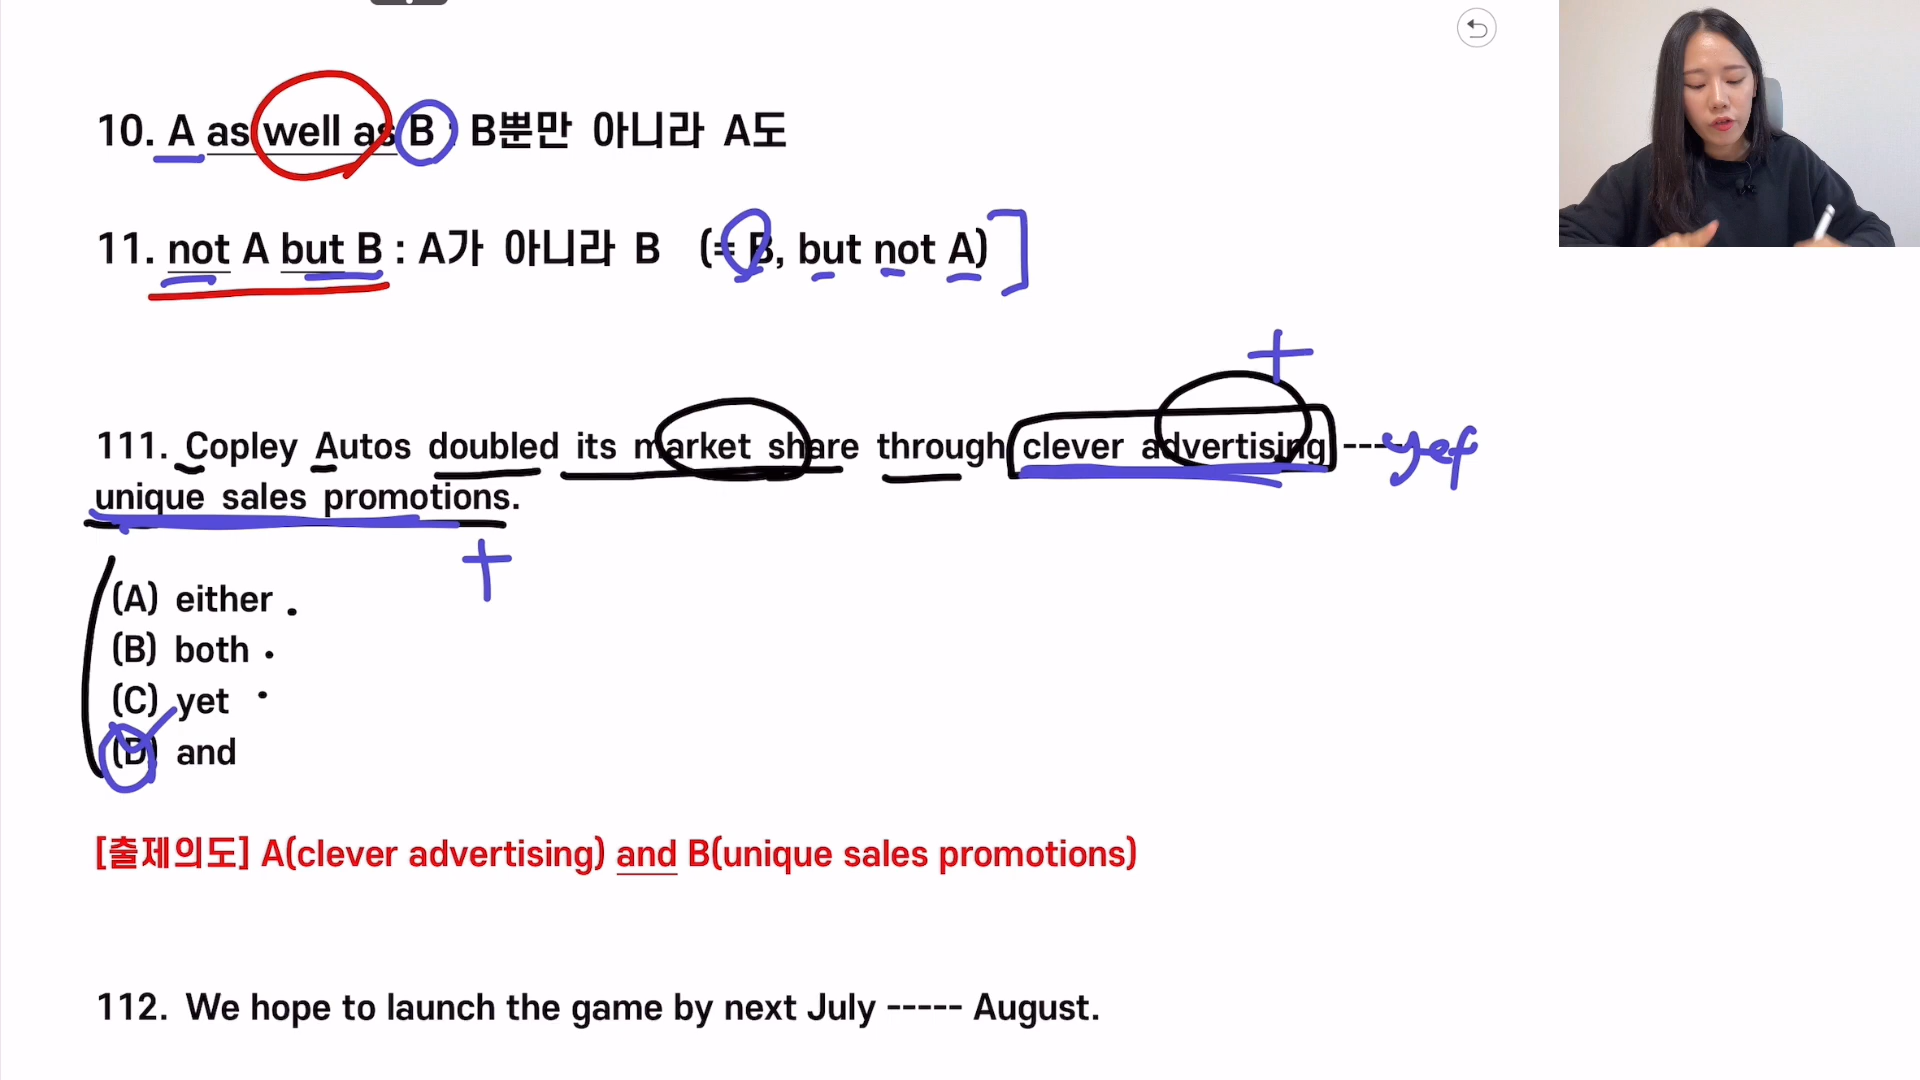 10. A as well as B : B뿐만 아니라 A도
11. not A but B : A가 아니라 B (= B, but not A)
111. Copley Autos doubled its market share through clever advertising ----- yet
unique sales promotions.
(A) either
(B) both
(C) yet
(D) and
[출제의도] A(clever advertising) and B(unique sales promotions)
112. We hope to launch the game by next July ----- August.